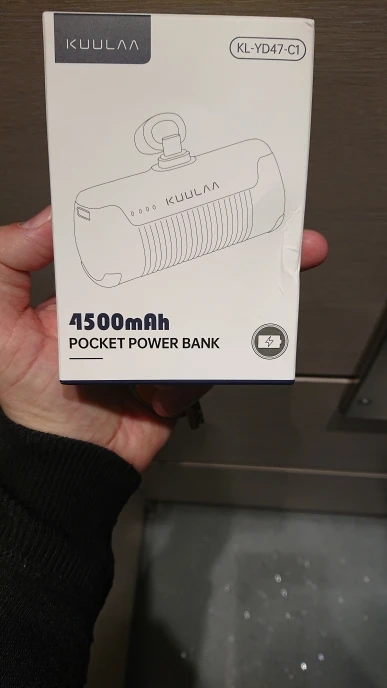 KUULAA
KL-YD47-C1
KUULAA
4500mAh
POCKET POWER BANK